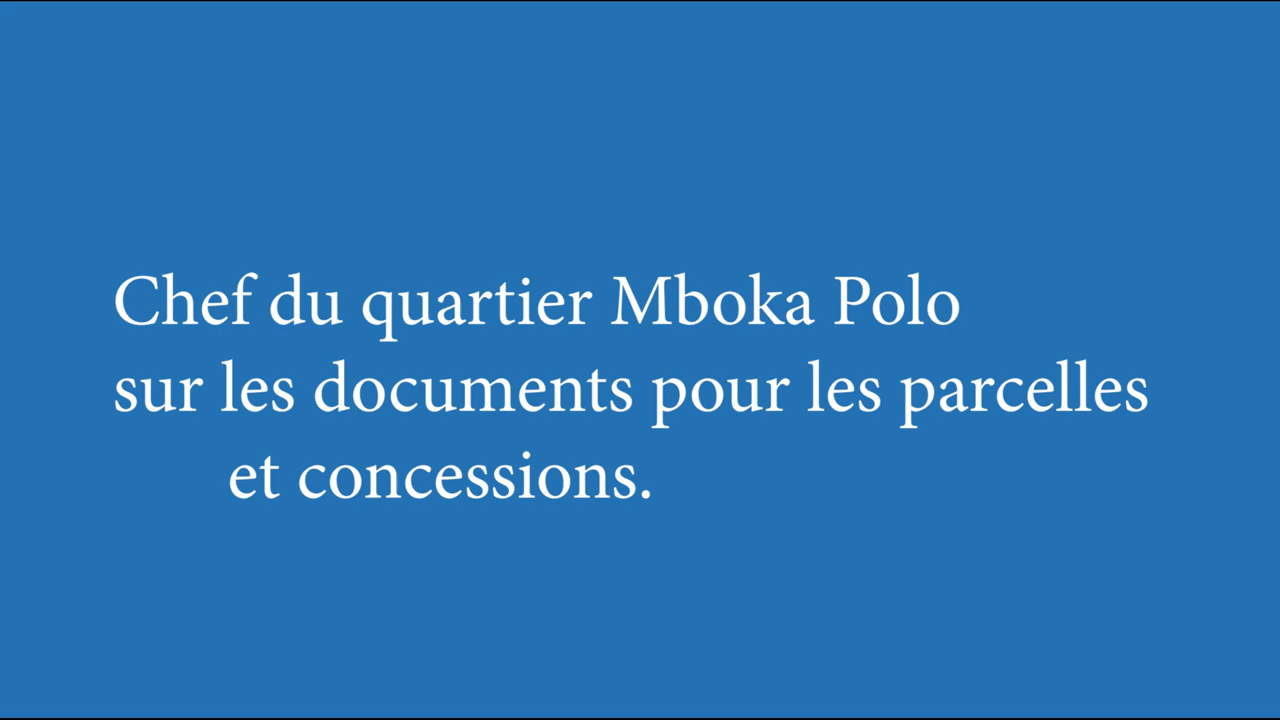 Chef du quartier Mboka Polo
sur les documents pour les parcelles
et concessions.